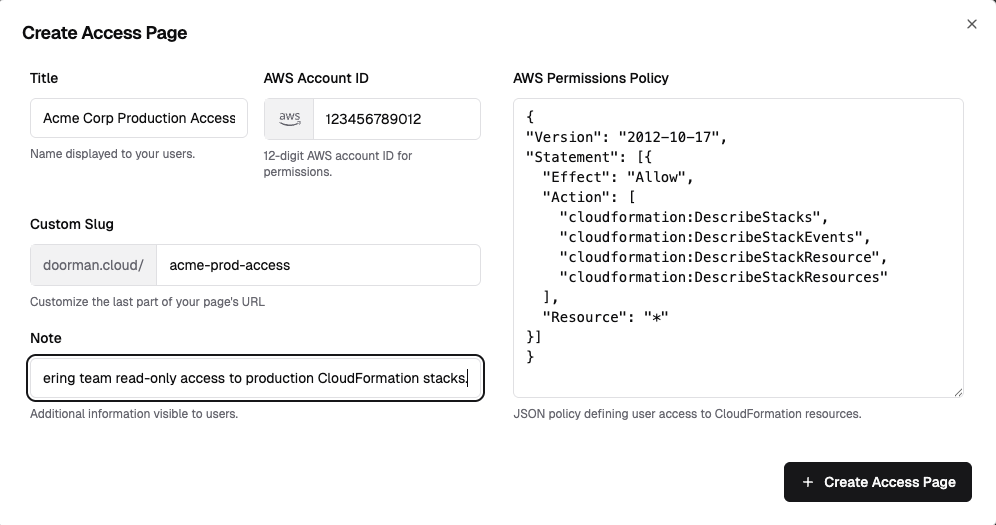 Create Access Page
Title
Acme Corp Production Access
Name displayed to your users.
AWS Account ID
aws
123456789012
12-digit AWS account ID for
permissions.
Custom Slug
doorman.cloud/
acme-prod-access
Customize the last part of your page's URL
Note
ering team read-only access to production CloudFormation stacks.
Additional information visible to users.
AWS Permissions Policy
{
"Version": "2012-10-17",
"Statement": [{
  "Effect": "Allow",
  "Action": [
    "cloudformation:DescribeStacks",
    "cloudformation:DescribeStackEvents",
    "cloudformation:DescribeStackResource",
    "cloudformation:DescribeStackResources"
  ],
  "Resource": "*"
}]
}
JSON policy defining user access to CloudFormation resources.
+ Create Access Page